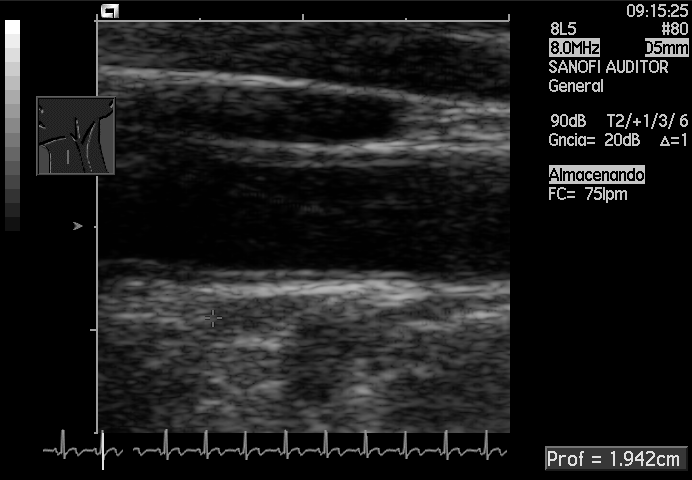 09:15:25
8L5 #80
8.0MHz D5mm
SANOFI AUDITOR
General
90dB T2/+1/3/ 6
Gncia= 20dB Δ=1
Almacenando
FC= 75lpm
Prof = 1.942cm